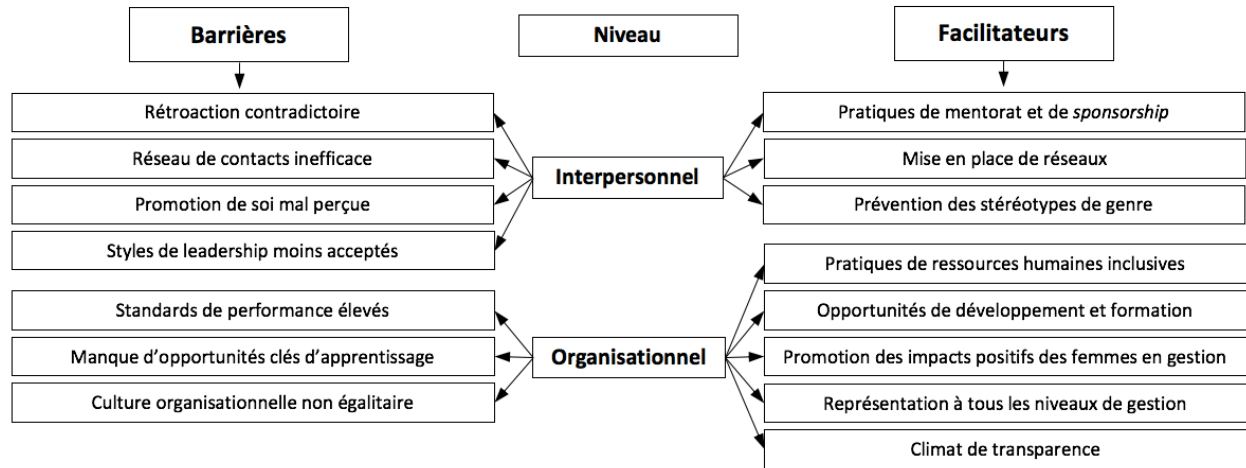 Barrières
Niveau
Facilitateurs
Rétroaction contradictoire
Réseau de contacts inefficace
Promotion de soi mal perçue
Styles de leadership moins acceptés
Interpersonnel
Pratiques de mentorat et de sponsorship
Mise en place de réseaux
Prévention des stéréotypes de genre
Standards de performance élevés
Manque d’opportunités clés d’apprentissage
Culture organisationnelle non égalitaire
Organisationnel
Pratiques de ressources humaines inclusives
Opportunités de développement et formation
Promotion des impacts positifs des femmes en gestion
Représentation à tous les niveaux de gestion
Climat de transparence